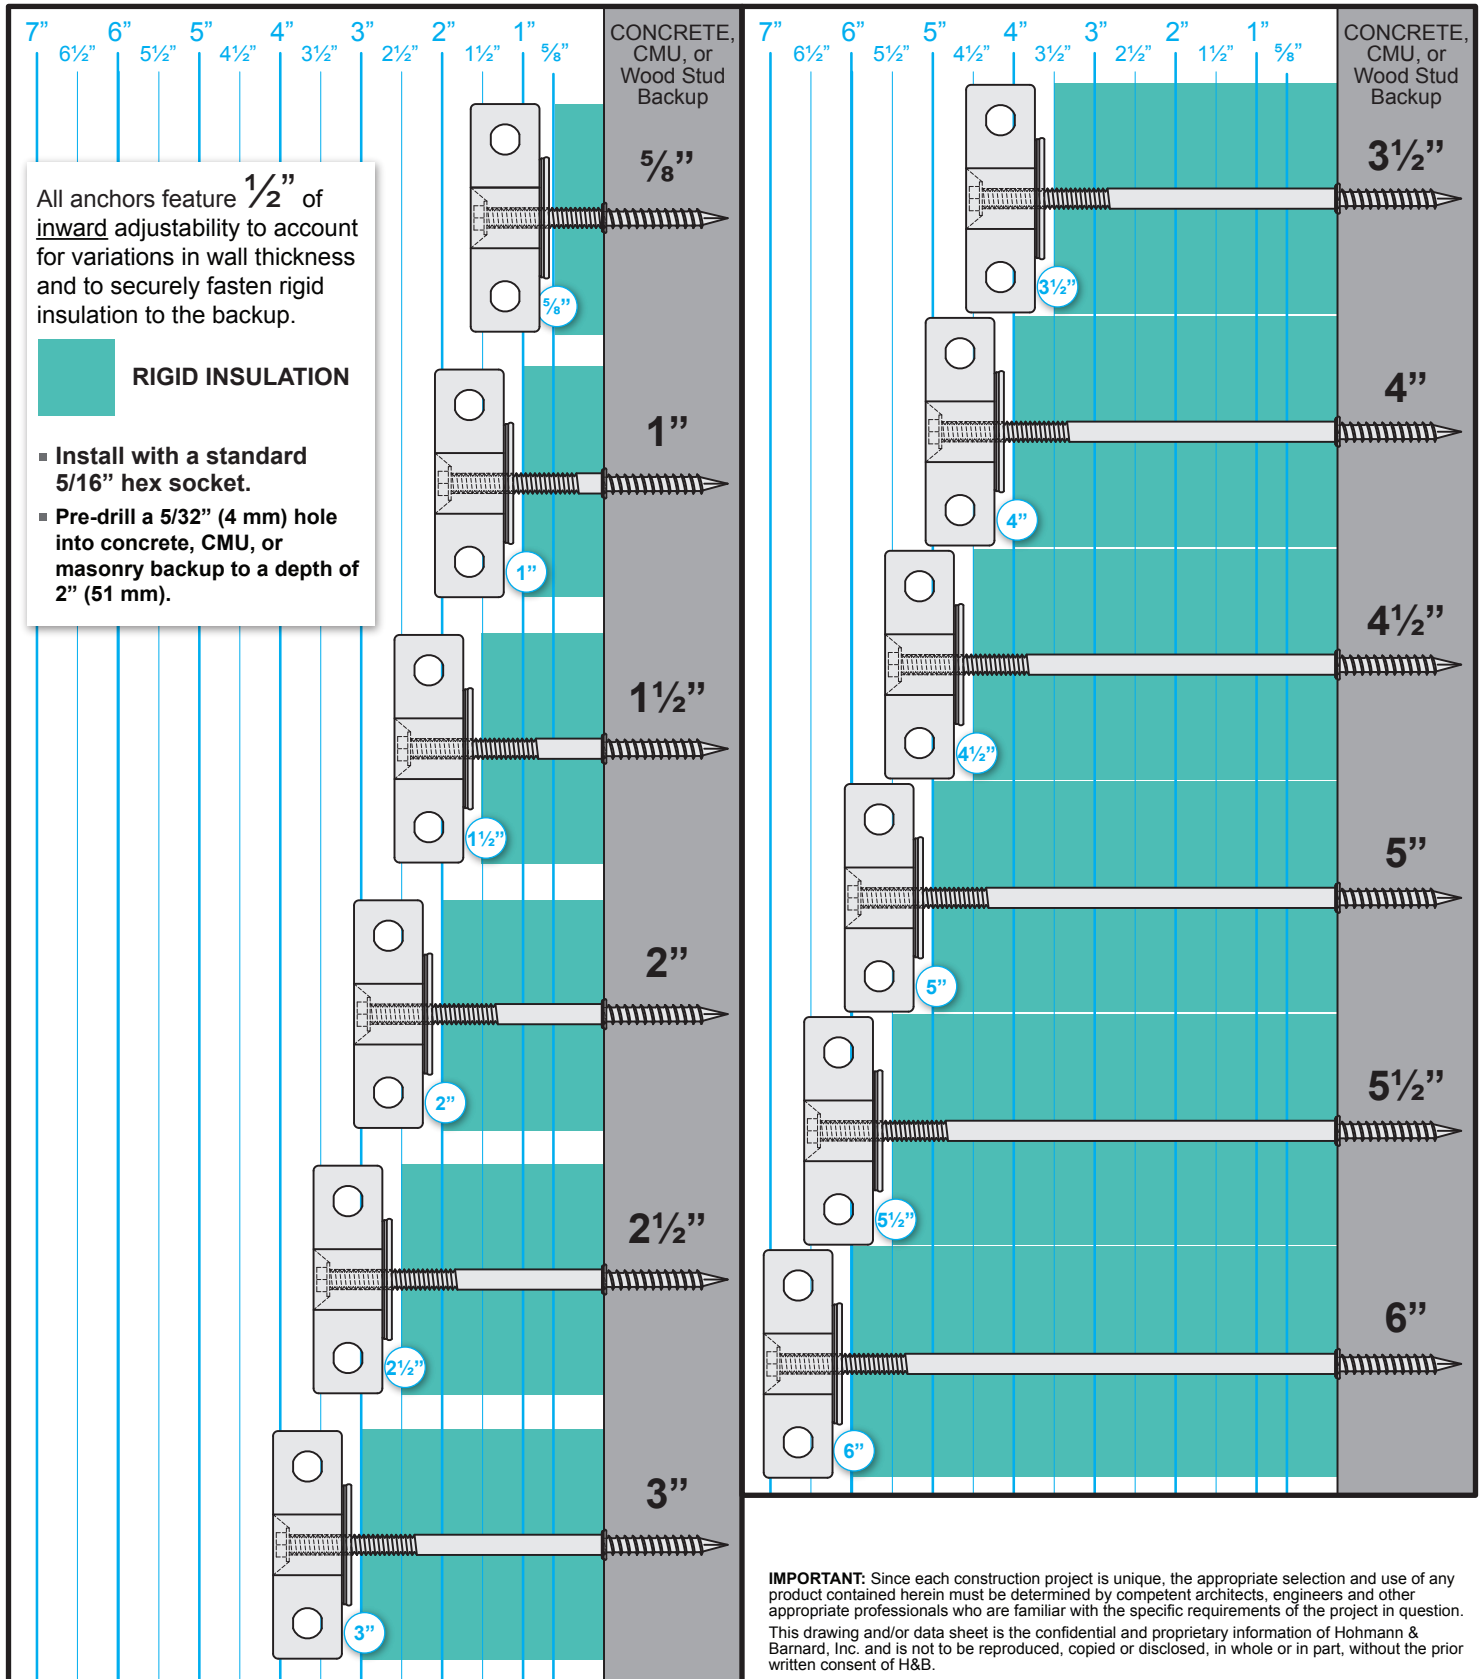 7” 6” 5” 4” 3” 2” 1”
6½” 5½” 4½” 3½” 2½” 1½” ⅝”
CONCRETE,
CMU, or
Wood Stud
Backup
All anchors feature ½” of
inward adjustability to account
for variations in wall thickness
and to securely fasten rigid
insulation to the backup.
RIGID INSULATION
▪ Install with a standard
5/16” hex socket.
▪ Pre-drill a 5/32” (4 mm) hole
into concrete, CMU, or
masonry backup to a depth of
2” (51 mm).
⅝”
⅝”
1”
1”
1½”
1½”
2”
2”
2½”
2½”
3”
3”
7” 6” 5” 4” 3” 2” 1”
6½” 5½” 4½” 3½” 2½” 1½” ⅝”
CONCRETE,
CMU, or
Wood Stud
Backup
3½”
3½”
4”
4”
4½”
4½”
5”
5”
5½”
5½”
6”
6”
IMPORTANT: Since each construction project is unique, the appropriate selection and use of any
product contained herein must be determined by competent architects, engineers and other
appropriate professionals who are familiar with the specific requirements of the project in question.
This drawing and/or data sheet is the confidential and proprietary information of Hohmann &
Barnard, Inc. and is not to be reproduced, copied or disclosed, in whole or in part, without the prior
written consent of H&B.